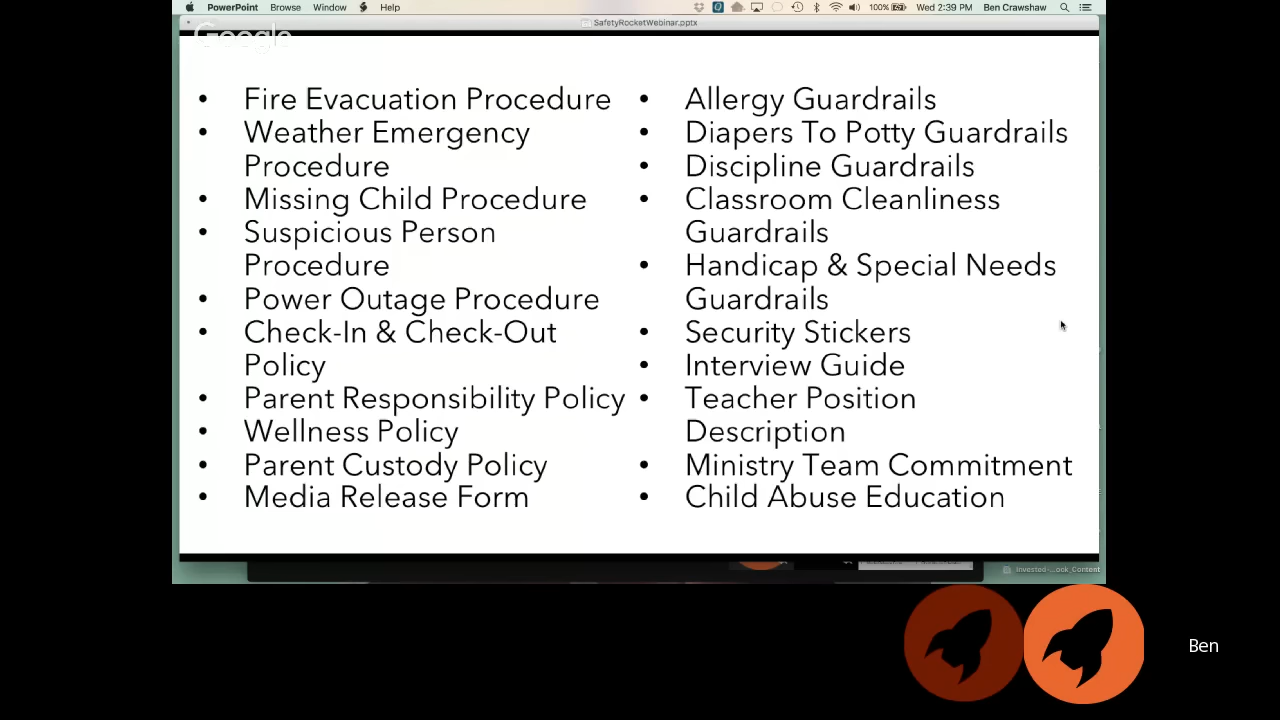 PowerPoint Browse Window Help 100% Wed 2:39 PM Ben Crawshaw
SafetyRocketWebinar.pptx
Google
• Fire Evacuation Procedure
• Weather Emergency
Procedure
• Missing Child Procedure
• Suspicious Person
Procedure
• Power Outage Procedure
• Check-In & Check-Out
Policy
• Parent Responsibility Policy
• Wellness Policy
• Parent Custody Policy
• Media Release Form
• Allergy Guardrails
• Diapers To Potty Guardrails
• Discipline Guardrails
• Classroom Cleanliness
Guardrails
• Handicap & Special Needs
Guardrails
• Security Stickers
• Interview Guide
• Teacher Position
Description
• Ministry Team Commitment
• Child Abuse Education
Invested-...ook_Content
Ben